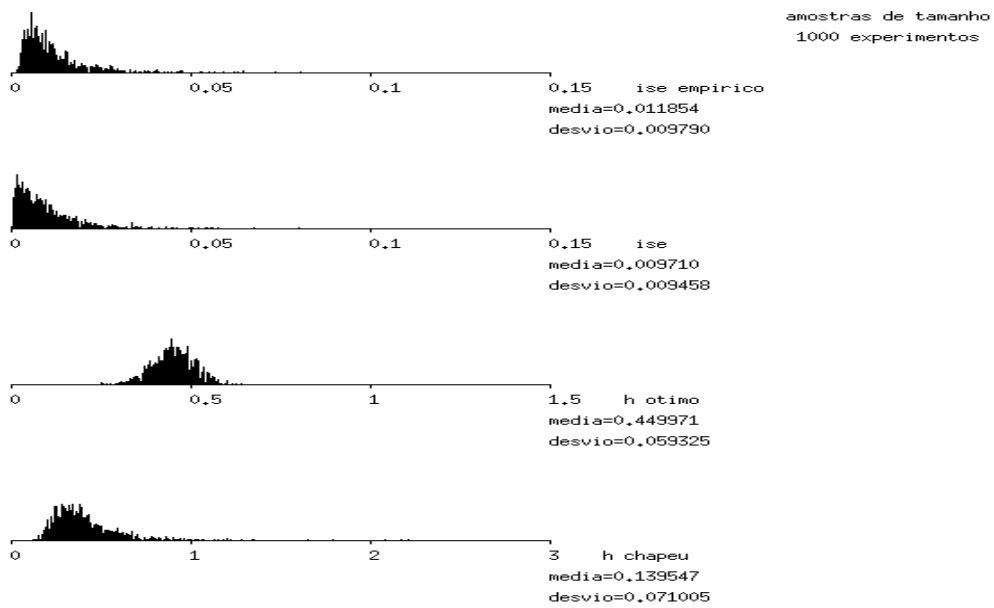 amostras de tamanho
1000 experimentos
0 0.05 0.1 0.15 ise empirico
media=0.011854
desvio=0.009790
0 0.05 0.1 0.15 ise
media=0.009710
desvio=0.009458
0 0.5 1 1.5 h otimo
media=0.449971
desvio=0.059325
0 1 2 3 h chapeu
media=0.139547
desvio=0.071005